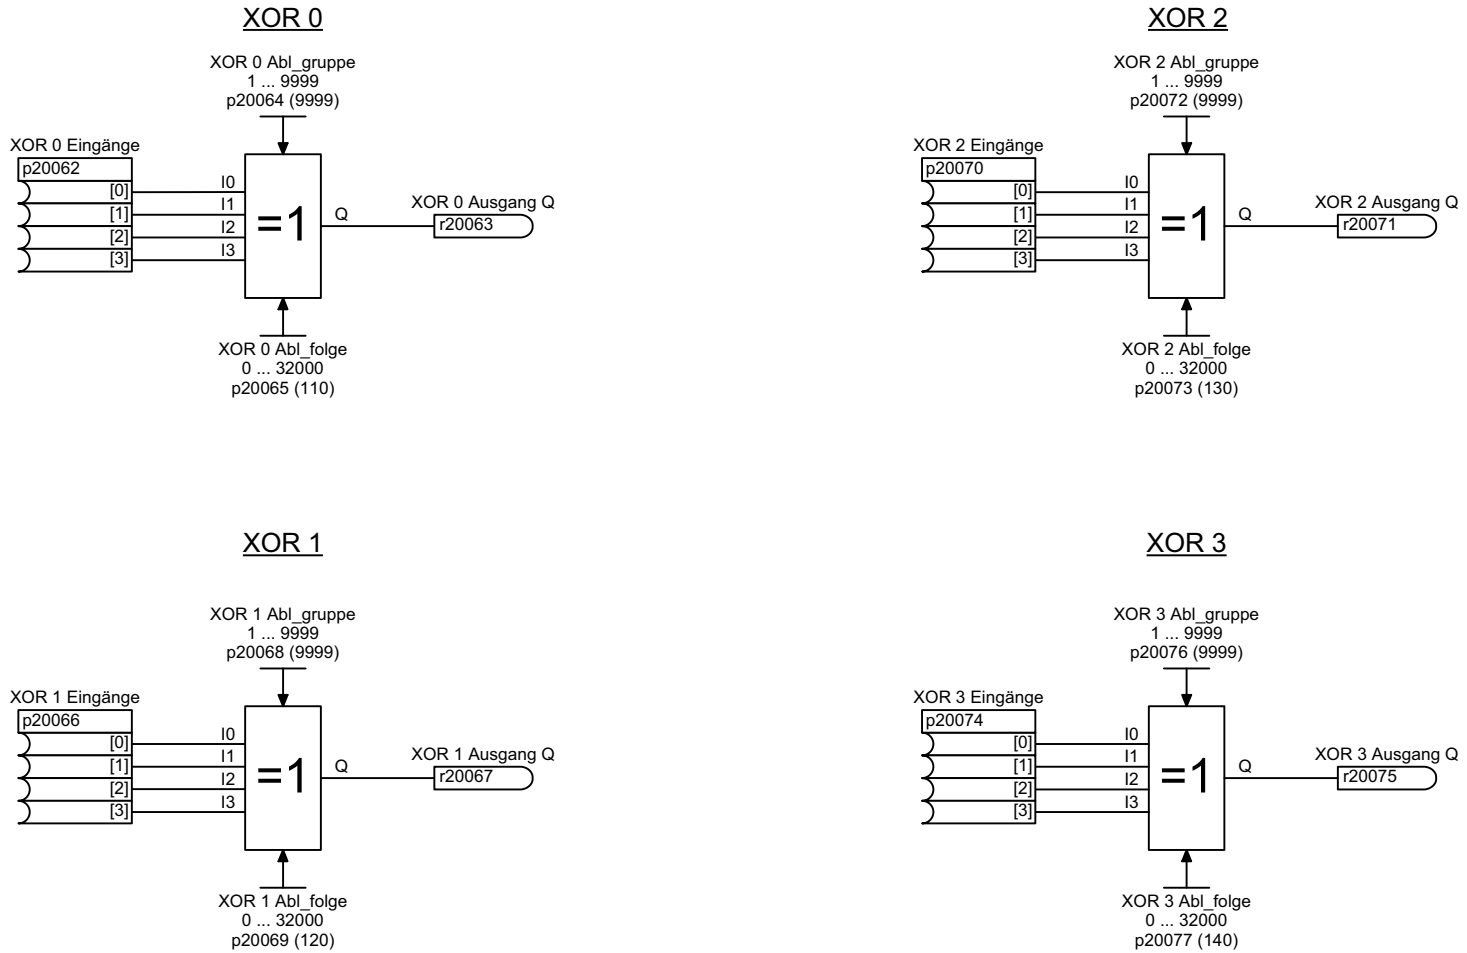 XOR 0
XOR 0 Abl_gruppe
1 ... 9999
p20064 (9999)
XOR 0 Eingänge
p20062
[0]
[1]
[2]
[3]
I0
I1
I2
I3
=1
Q
XOR 0 Ausgang Q
r20063
XOR 0 Abl_folge
0 ... 32000
p20065 (110)
XOR 2
XOR 2 Abl_gruppe
1 ... 9999
p20072 (9999)
XOR 2 Eingänge
p20070
[0]
[1]
[2]
[3]
I0
I1
I2
I3
=1
Q
XOR 2 Ausgang Q
r20071
XOR 2 Abl_folge
0 ... 32000
p20073 (130)
XOR 1
XOR 1 Abl_gruppe
1 ... 9999
p20068 (9999)
XOR 1 Eingänge
p20066
[0]
[1]
[2]
[3]
I0
I1
I2
I3
=1
Q
XOR 1 Ausgang Q
r20067
XOR 1 Abl_folge
0 ... 32000
p20069 (120)
XOR 3
XOR 3 Abl_gruppe
1 ... 9999
p20076 (9999)
XOR 3 Eingänge
p20074
[0]
[1]
[2]
[3]
I0
I1
I2
I3
=1
Q
XOR 3 Ausgang Q
r20075
XOR 3 Abl_folge
0 ... 32000
p20077 (140)